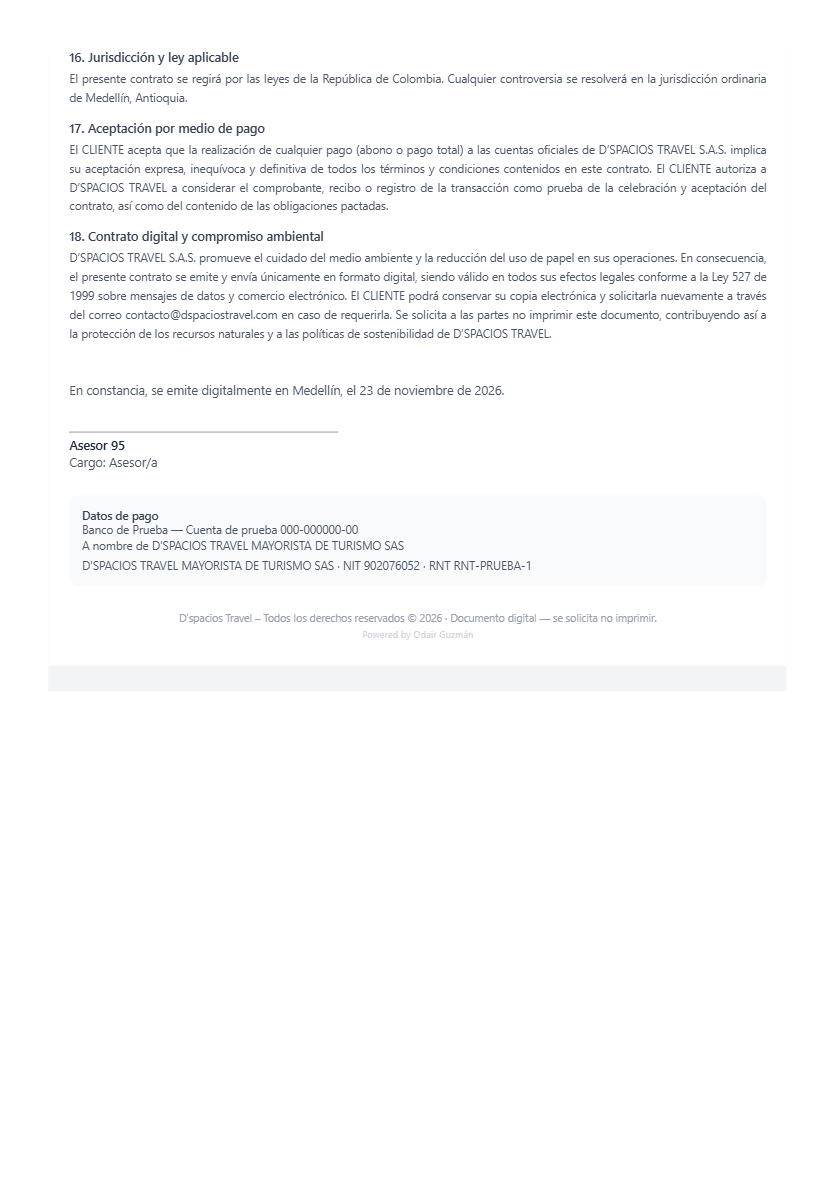 16. Jurisdicción y ley aplicable
El presente contrato se regirá por las leyes de la República de Colombia. Cualquier controversia se resolverá en la jurisdicción ordinaria
de Medellín, Antioquia.
17. Aceptación por medio de pago
El CLIENTE acepta que la realización de cualquier pago (abono o pago total) a las cuentas oficiales de D'SPACIOS TRAVEL S.A.S. implica
su aceptación expresa, inequívoca y definitiva de todos los términos y condiciones contenidos en este contrato. El CLIENTE autoriza a
D'SPACIOS TRAVEL a considerar el comprobante, recibo o registro de la transacción como prueba de la celebración y aceptación del
contrato, así como del contenido de las obligaciones pactadas.
18. Contrato digital y compromiso ambiental
D'SPACIOS TRAVEL S.A.S. promueve el cuidado del medio ambiente y la reducción del uso de papel en sus operaciones. En consecuencia,
el presente contrato se emite y envía únicamente en formato digital, siendo válido en todos sus efectos legales conforme a la Ley 527 de
1999 sobre mensajes de datos y comercio electrónico. El CLIENTE podrá conservar su copia electrónica y solicitarla nuevamente a través
del correo contacto@dspaciostravel.com en caso de requerirla. Se solicita a las partes no imprimir este documento, contribuyendo así a
la protección de los recursos naturales y a las políticas de sostenibilidad de D'SPACIOS TRAVEL.
En constancia, se emite digitalmente en Medellín, el 23 de noviembre de 2026.
Asesor 95
Cargo: Asesor/a
Datos de pago
Banco de Prueba — Cuenta de prueba 000-000000-00
A nombre de D'SPACIOS TRAVEL MAYORISTA DE TURISMO SAS
D'SPACIOS TRAVEL MAYORISTA DE TURISMO SAS · NIT 902076052 · RNT RNT-PRUEBA-1
D'spacios Travel – Todos los derechos reservados © 2026 · Documento digital — se solicita no imprimir.
Powered by Odair Guzmán